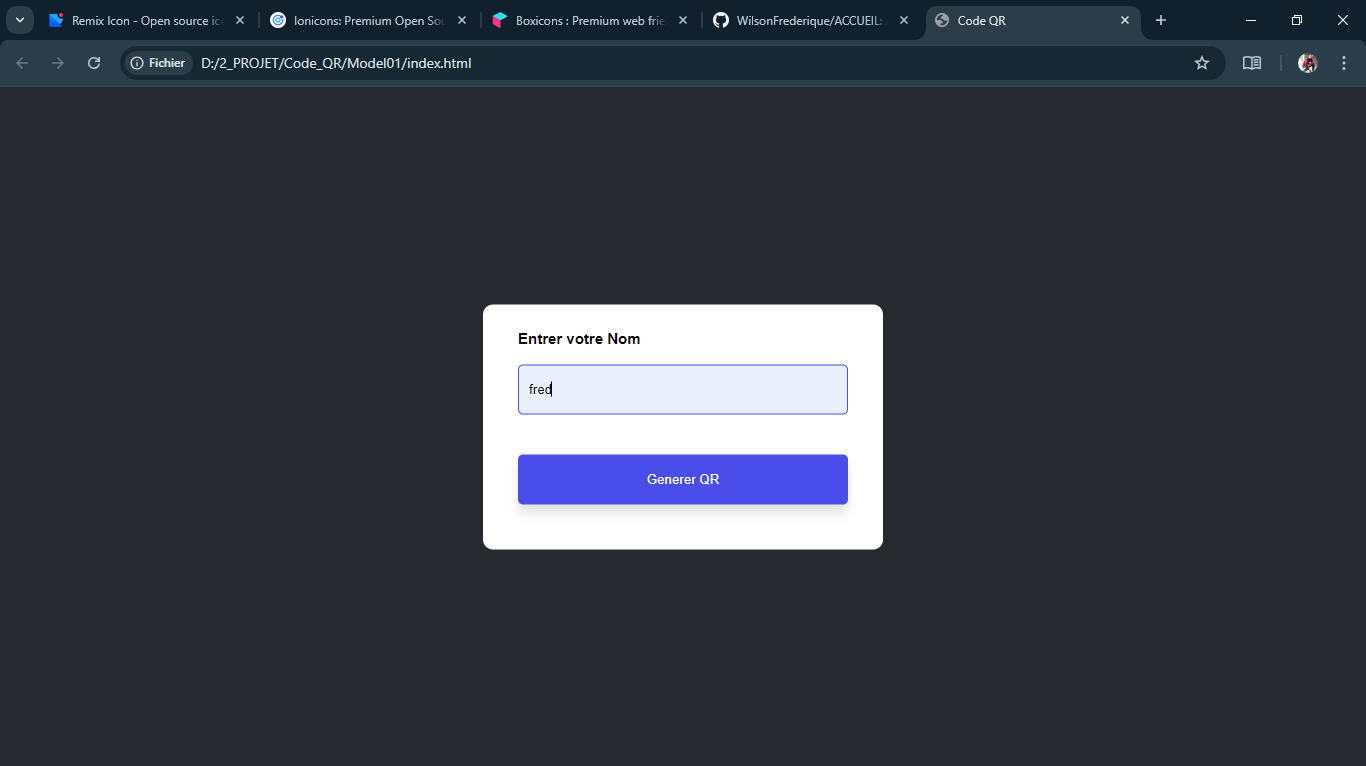 Remix Icon - Open source ic
Ionicons: Premium Open Sou
Boxicons : Premium web frie
WilsonFrederique/ACCUEIL:
Code QR
Fichier
D:/2_PROJET/Code_QR/Model01/index.html
Entrer votre Nom
fred
Generer QR